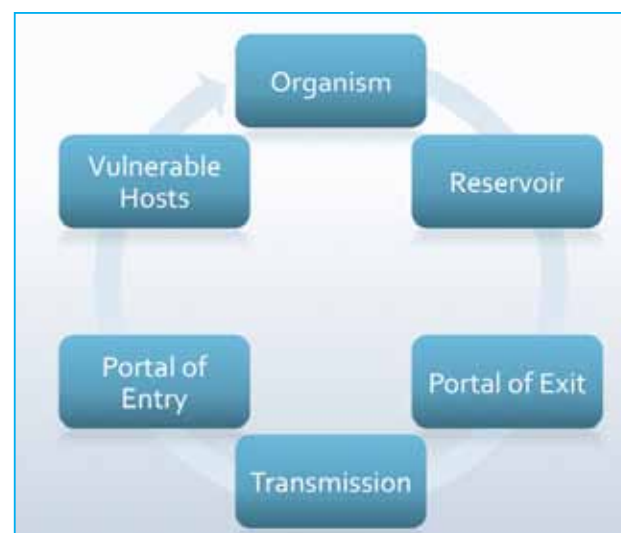 Organism
Reservoir
Portal of Exit
Transmission
Portal of
Entry
Vulnerable
Hosts